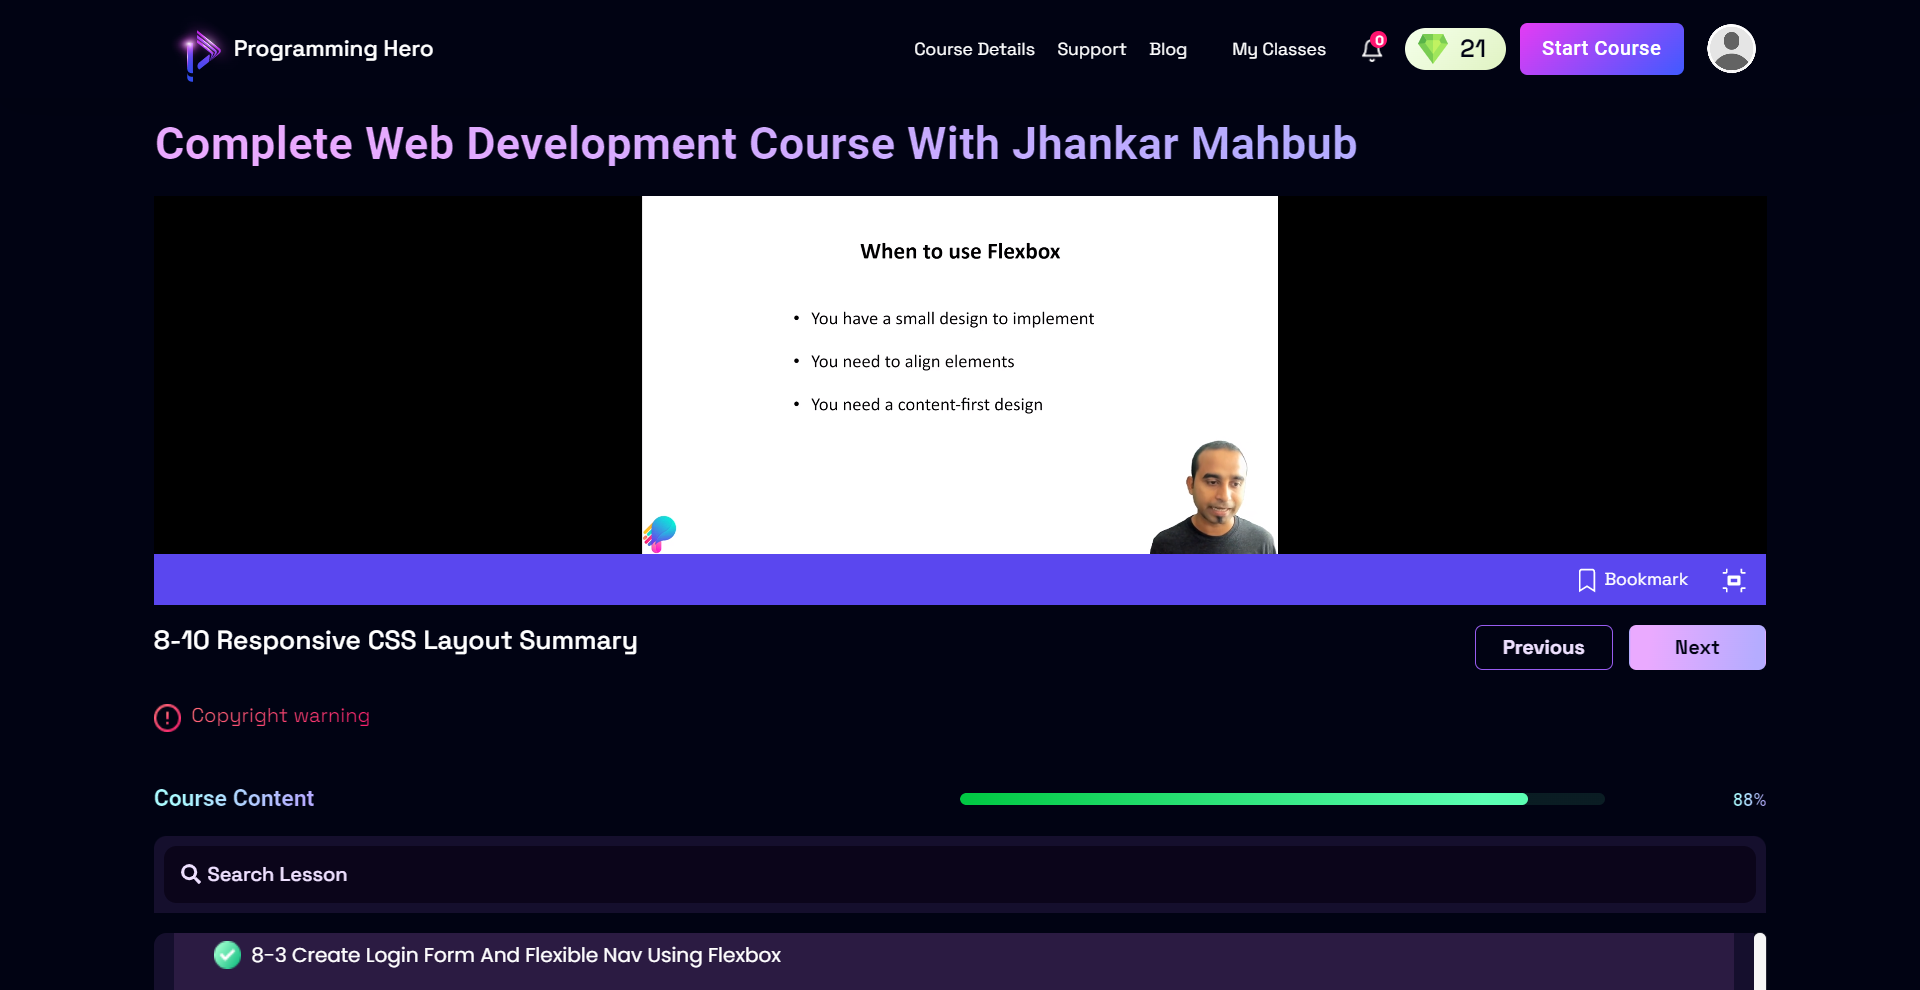 Programming Hero
Course Details
Support
Blog
My Classes
0
21
Start Course
Complete Web Development Course With Jhankar Mahbub
When to use Flexbox
• You have a small design to implement
• You need to align elements
• You need a content-first design
Bookmark
8-10 Responsive CSS Layout Summary
Previous
Next
Copyright warning
Course Content
88%
Search Lesson
8-3 Create Login Form And Flexible Nav Using Flexbox